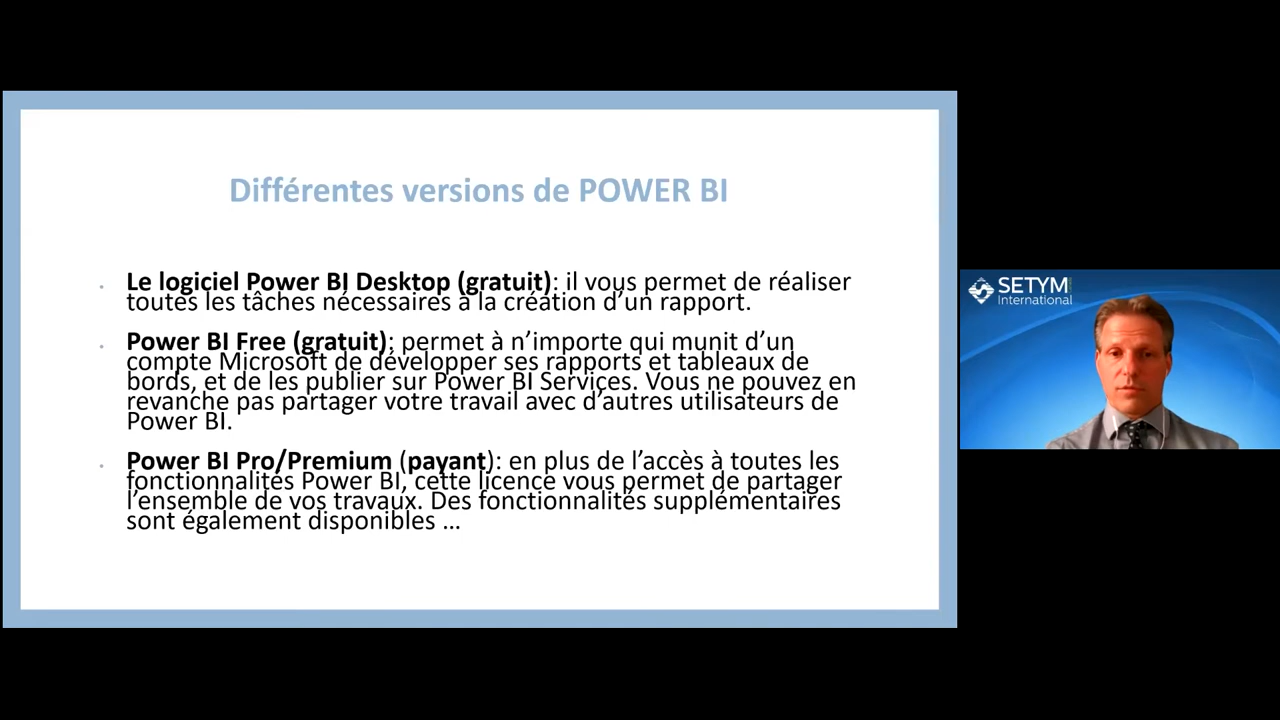 Différentes versions de POWER BI
Le logiciel Power BI Desktop (gratuit): il vous permet de réaliser
toutes les tâches nécessaires à la création d’un rapport.
Power BI Free (gratuit): permet à n’importe qui munit d’un
compte Microsoft de développer ses rapports et tableaux de
bords, et de les publier sur Power BI Services. Vous ne pouvez en
revanche pas partager votre travail avec d’autres utilisateurs de
Power BI.
Power BI Pro/Premium (payant): en plus de l’accès à toutes les
fonctionnalités Power BI, cette licence vous permet de partager
l’ensemble de vos travaux. Des fonctionnalités supplémentaires
sont également disponibles …
SETYM
International